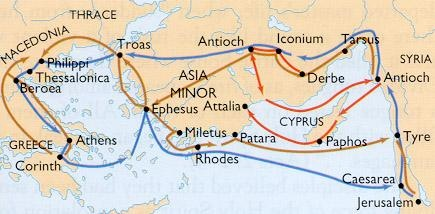 THRACE
MACEDONIA
Troas
Antioch
Iconium
Tarsus
SYRIA
Philippi
Thessalonica
Beroea
ASIA
MINOR
Derbe
Antioch
Ephesus
Attalia
CYPRUS
GREECE
Athens
Miletus
Patara
Paphos
Tyre
Corinth
Rhodes
Caesarea
Jerusalem